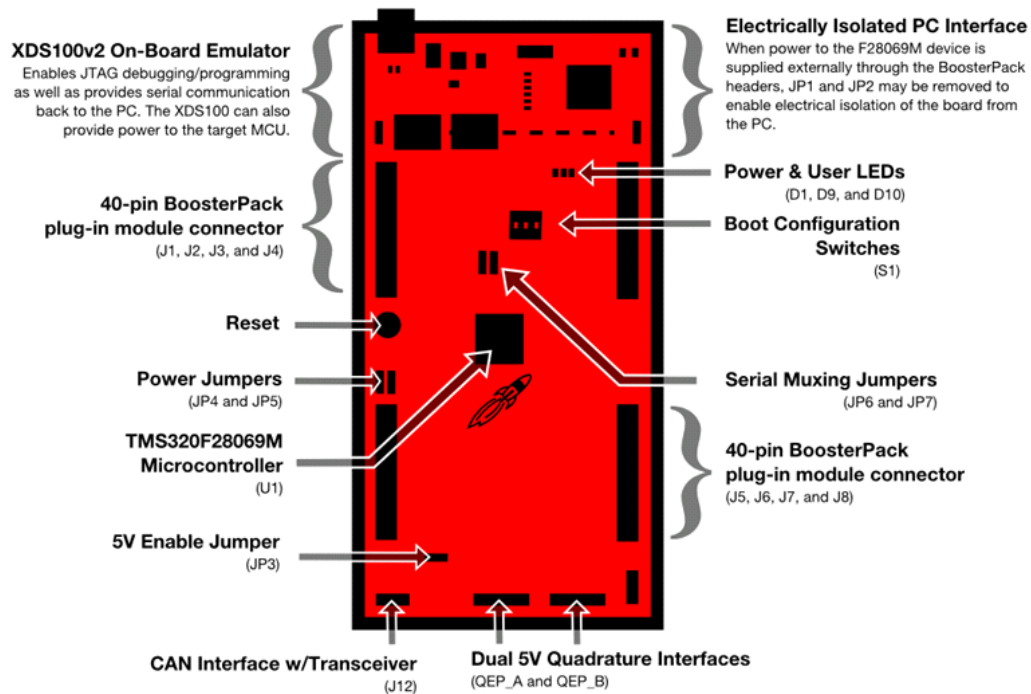 XDS100v2 On-Board Emulator
Enables JTAG debugging/programming
as well as provides serial communication
back to the PC. The XDS100 can also
provide power to the target MCU.
40-pin BoosterPack
plug-in module connector
(J1, J2, J3, and J4)
Reset
Power Jumpers
(JP4 and JP5)
TMS320F28069M
Microcontroller
(U1)
5V Enable Jumper
(JP3)
CAN Interface w/Transceiver
(J12)
Dual 5V Quadrature Interfaces
(QEP_A and QEP_B)
Electrically Isolated PC Interface
When power to the F28069M device is
supplied externally through the BoosterPack
headers, JP1 and JP2 may be removed to
enable electrical isolation of the board from
the PC.
Power & User LEDs
(D1, D9, and D10)
Boot Configuration
Switches
(S1)
Serial Muxing Jumpers
(JP6 and JP7)
40-pin BoosterPack
plug-in module connector
(J5, J6, J7, and J8)